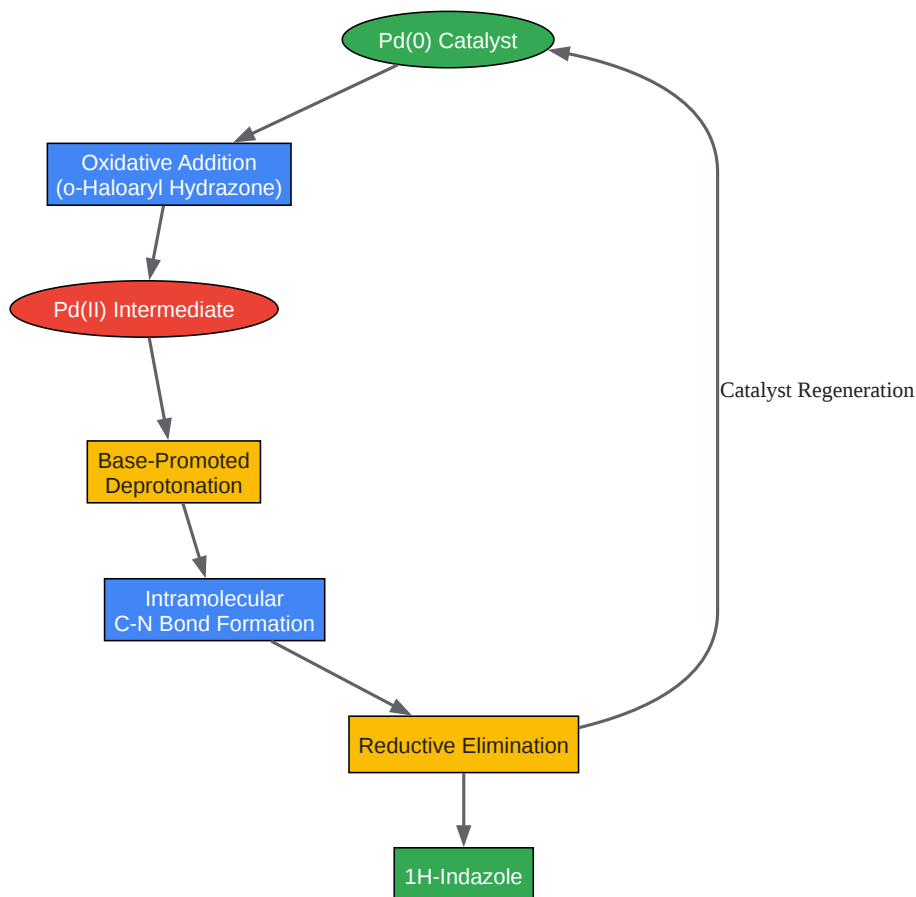 Pd(0) Catalyst
Oxidative Addition
(o-Haloaryl Hydrazone)
Pd(II) Intermediate
Catalyst Regeneration
Base-Promoted
Deprotonation
Intramolecular
C-N Bond Formation
Reductive Elimination
1H-Indazole